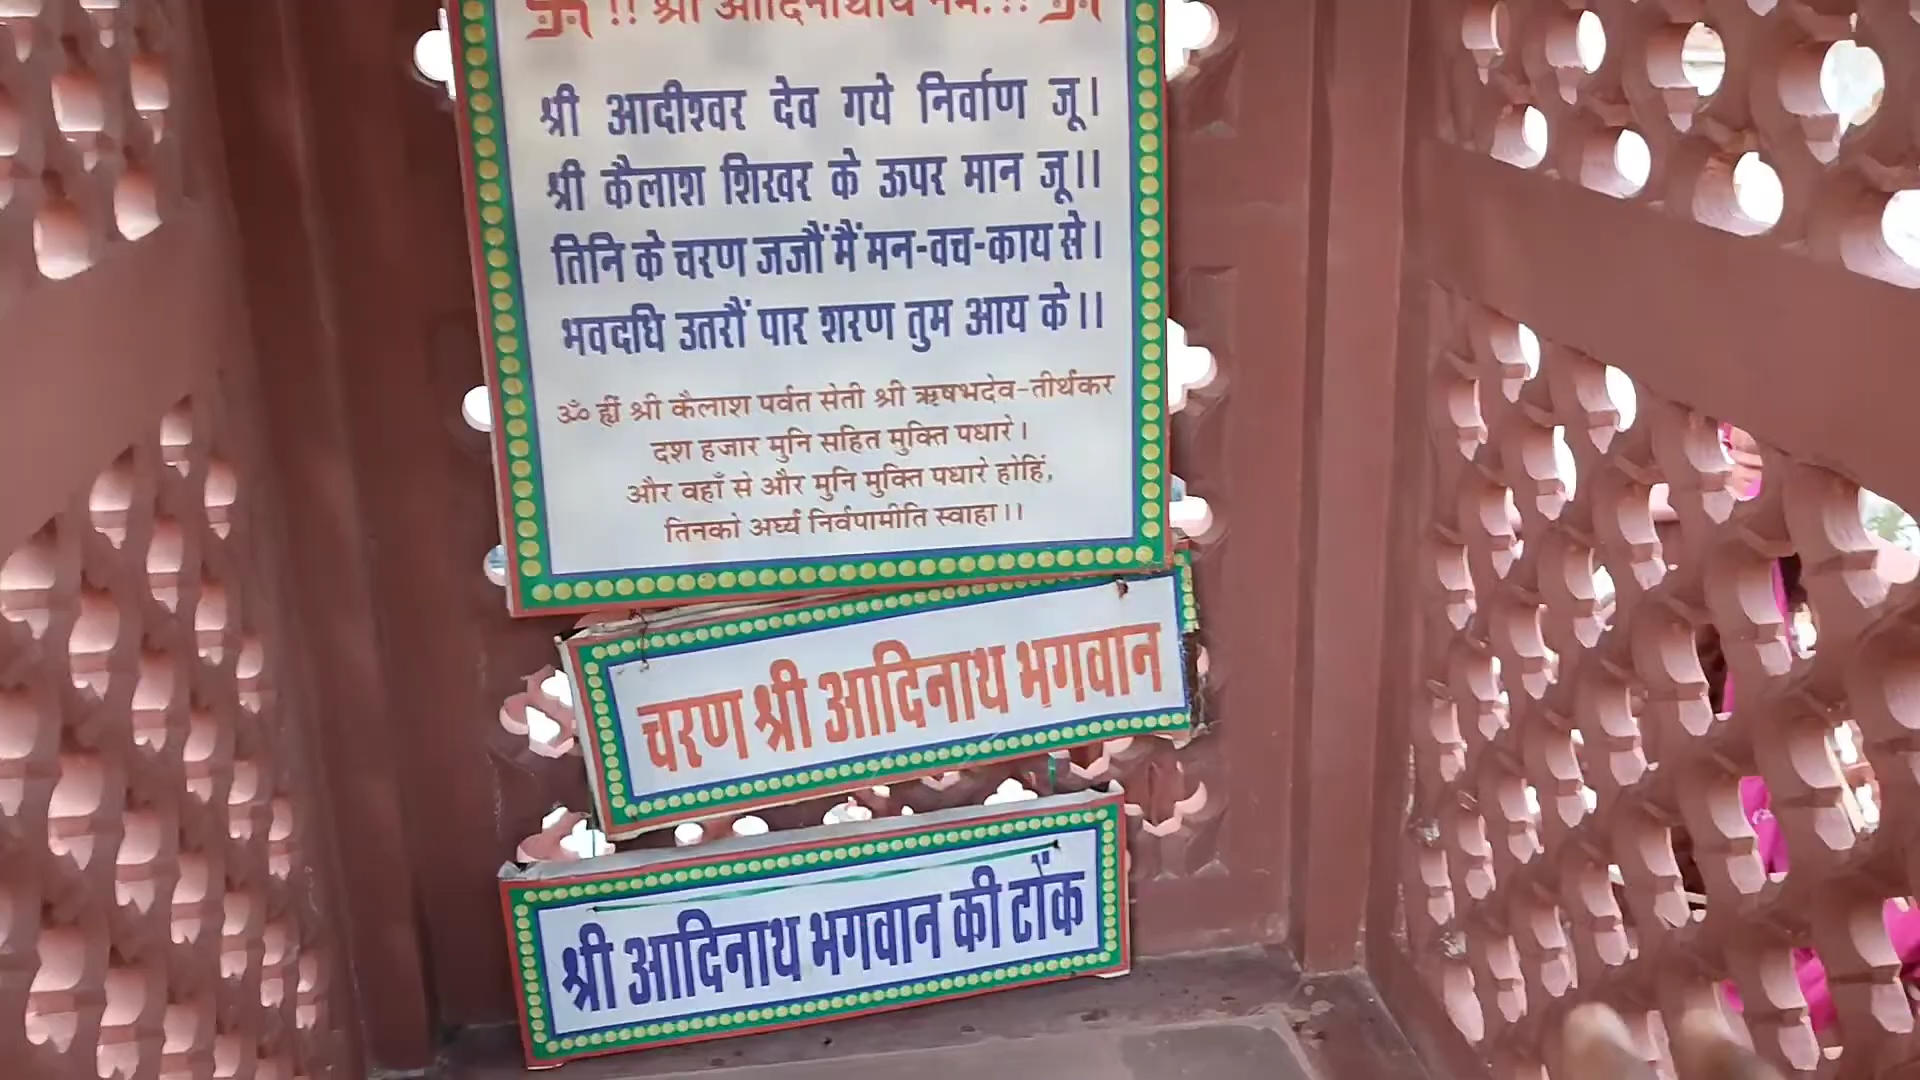 !! श्री आदिनाथाय नमः !!
श्री आदीश्वर देव गये निर्वाण जू।
श्री कैलाश शिखर के ऊपर मान जू।।
तिनि के चरण जजौं मैं मन-वच-काय से।
भवदधि उतरौं पार शरण तुम आय के।।
ॐ ह्रीं श्री कैलाश पर्वत सेती श्री ऋषभदेव-तीर्थंकर
दश हजार मुनि सहित मुक्ति पधारे।
और वहाँ से और मुनि मुक्ति पधारे होहिं,
तिनको अर्घ्यं निर्वपामीति स्वाहा।।
चरण श्री आदिनाथ भगवान
श्री आदिनाथ भगवान की टोंक